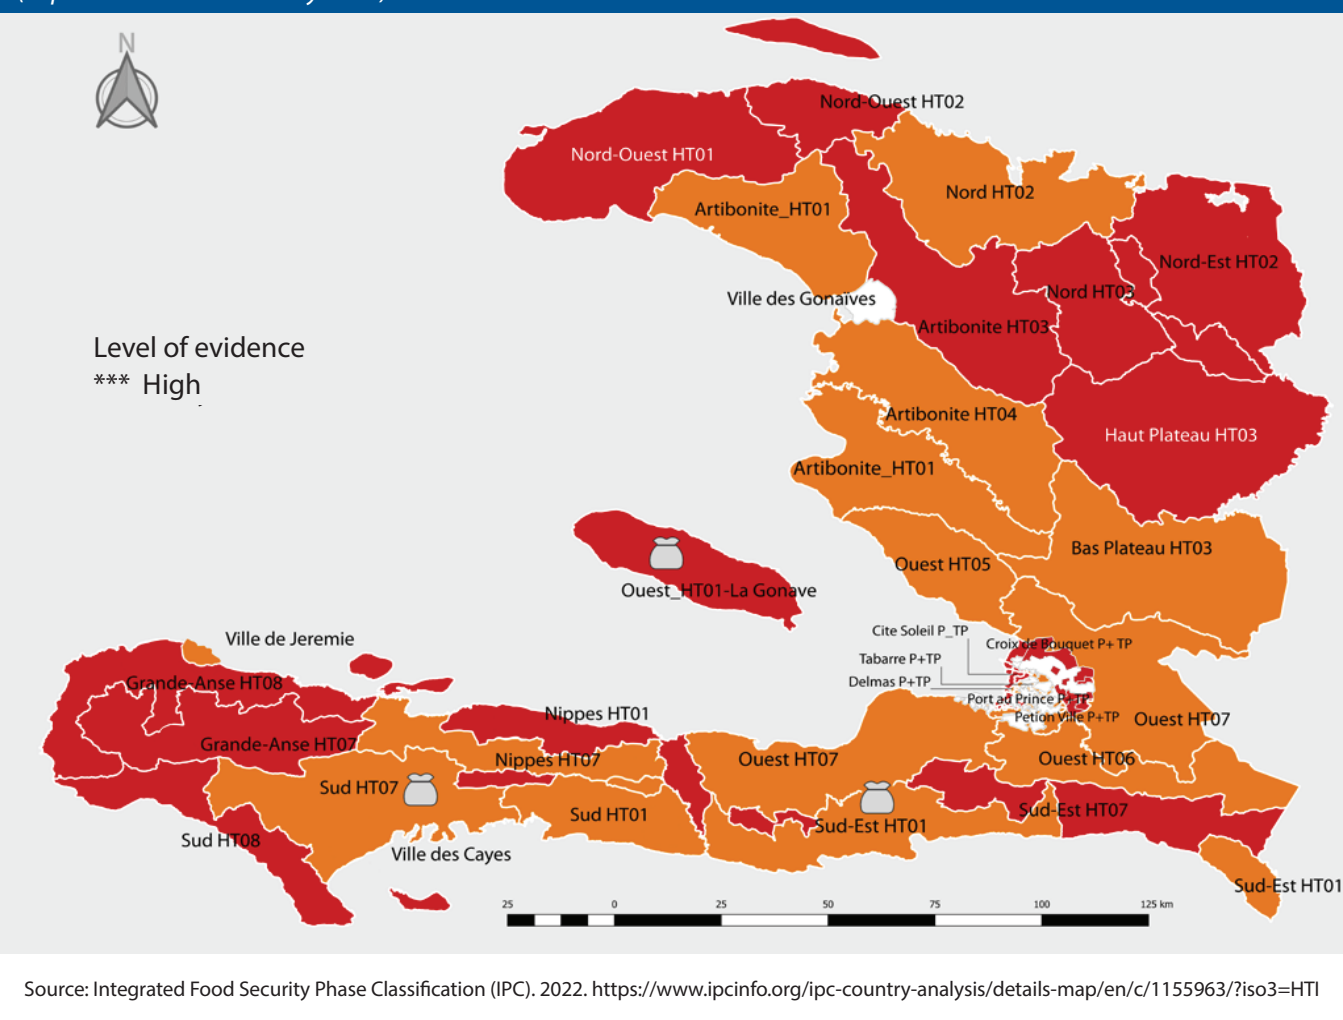 N
Nord-Ouest HT02
Nord-Ouest HT01
Nord HT02
Artibonite_HT01
Nord-Est HT02
Nord HT03
Ville des Gonaïves
Artibonite HT03
Level of evidence
*** High
Artibonite HT04
Haut Plateau HT03
Artibonite_HT01
Bas Plateau HT03
Ouest HT05
Ouest_HT01-La Gonave
Cite Soleil P_TP
Ville de Jeremie
Croix de Bouquet P+ TP
Tabarre P+TP
Delmas P+TP
Grande-Anse HT08
Port au Prince P+TP
Nippes HT01
Petion Ville P+TP
Ouest HT07
Grande-Anse HT07
Nippes HT07
Ouest HT07
Ouest HT06
Sud HT07
Sud HT01
Sud-Est HT07
Sud-Est HT01
Sud HT08
Ville des Cayes
Sud-Est HT01
25 0 25 50 75 100 125 km
Source: Integrated Food Security Phase Classification (IPC). 2022. https://www.ipcinfo.org/ipc-country-analysis/details-map/en/c/1155963/?iso3=HTI